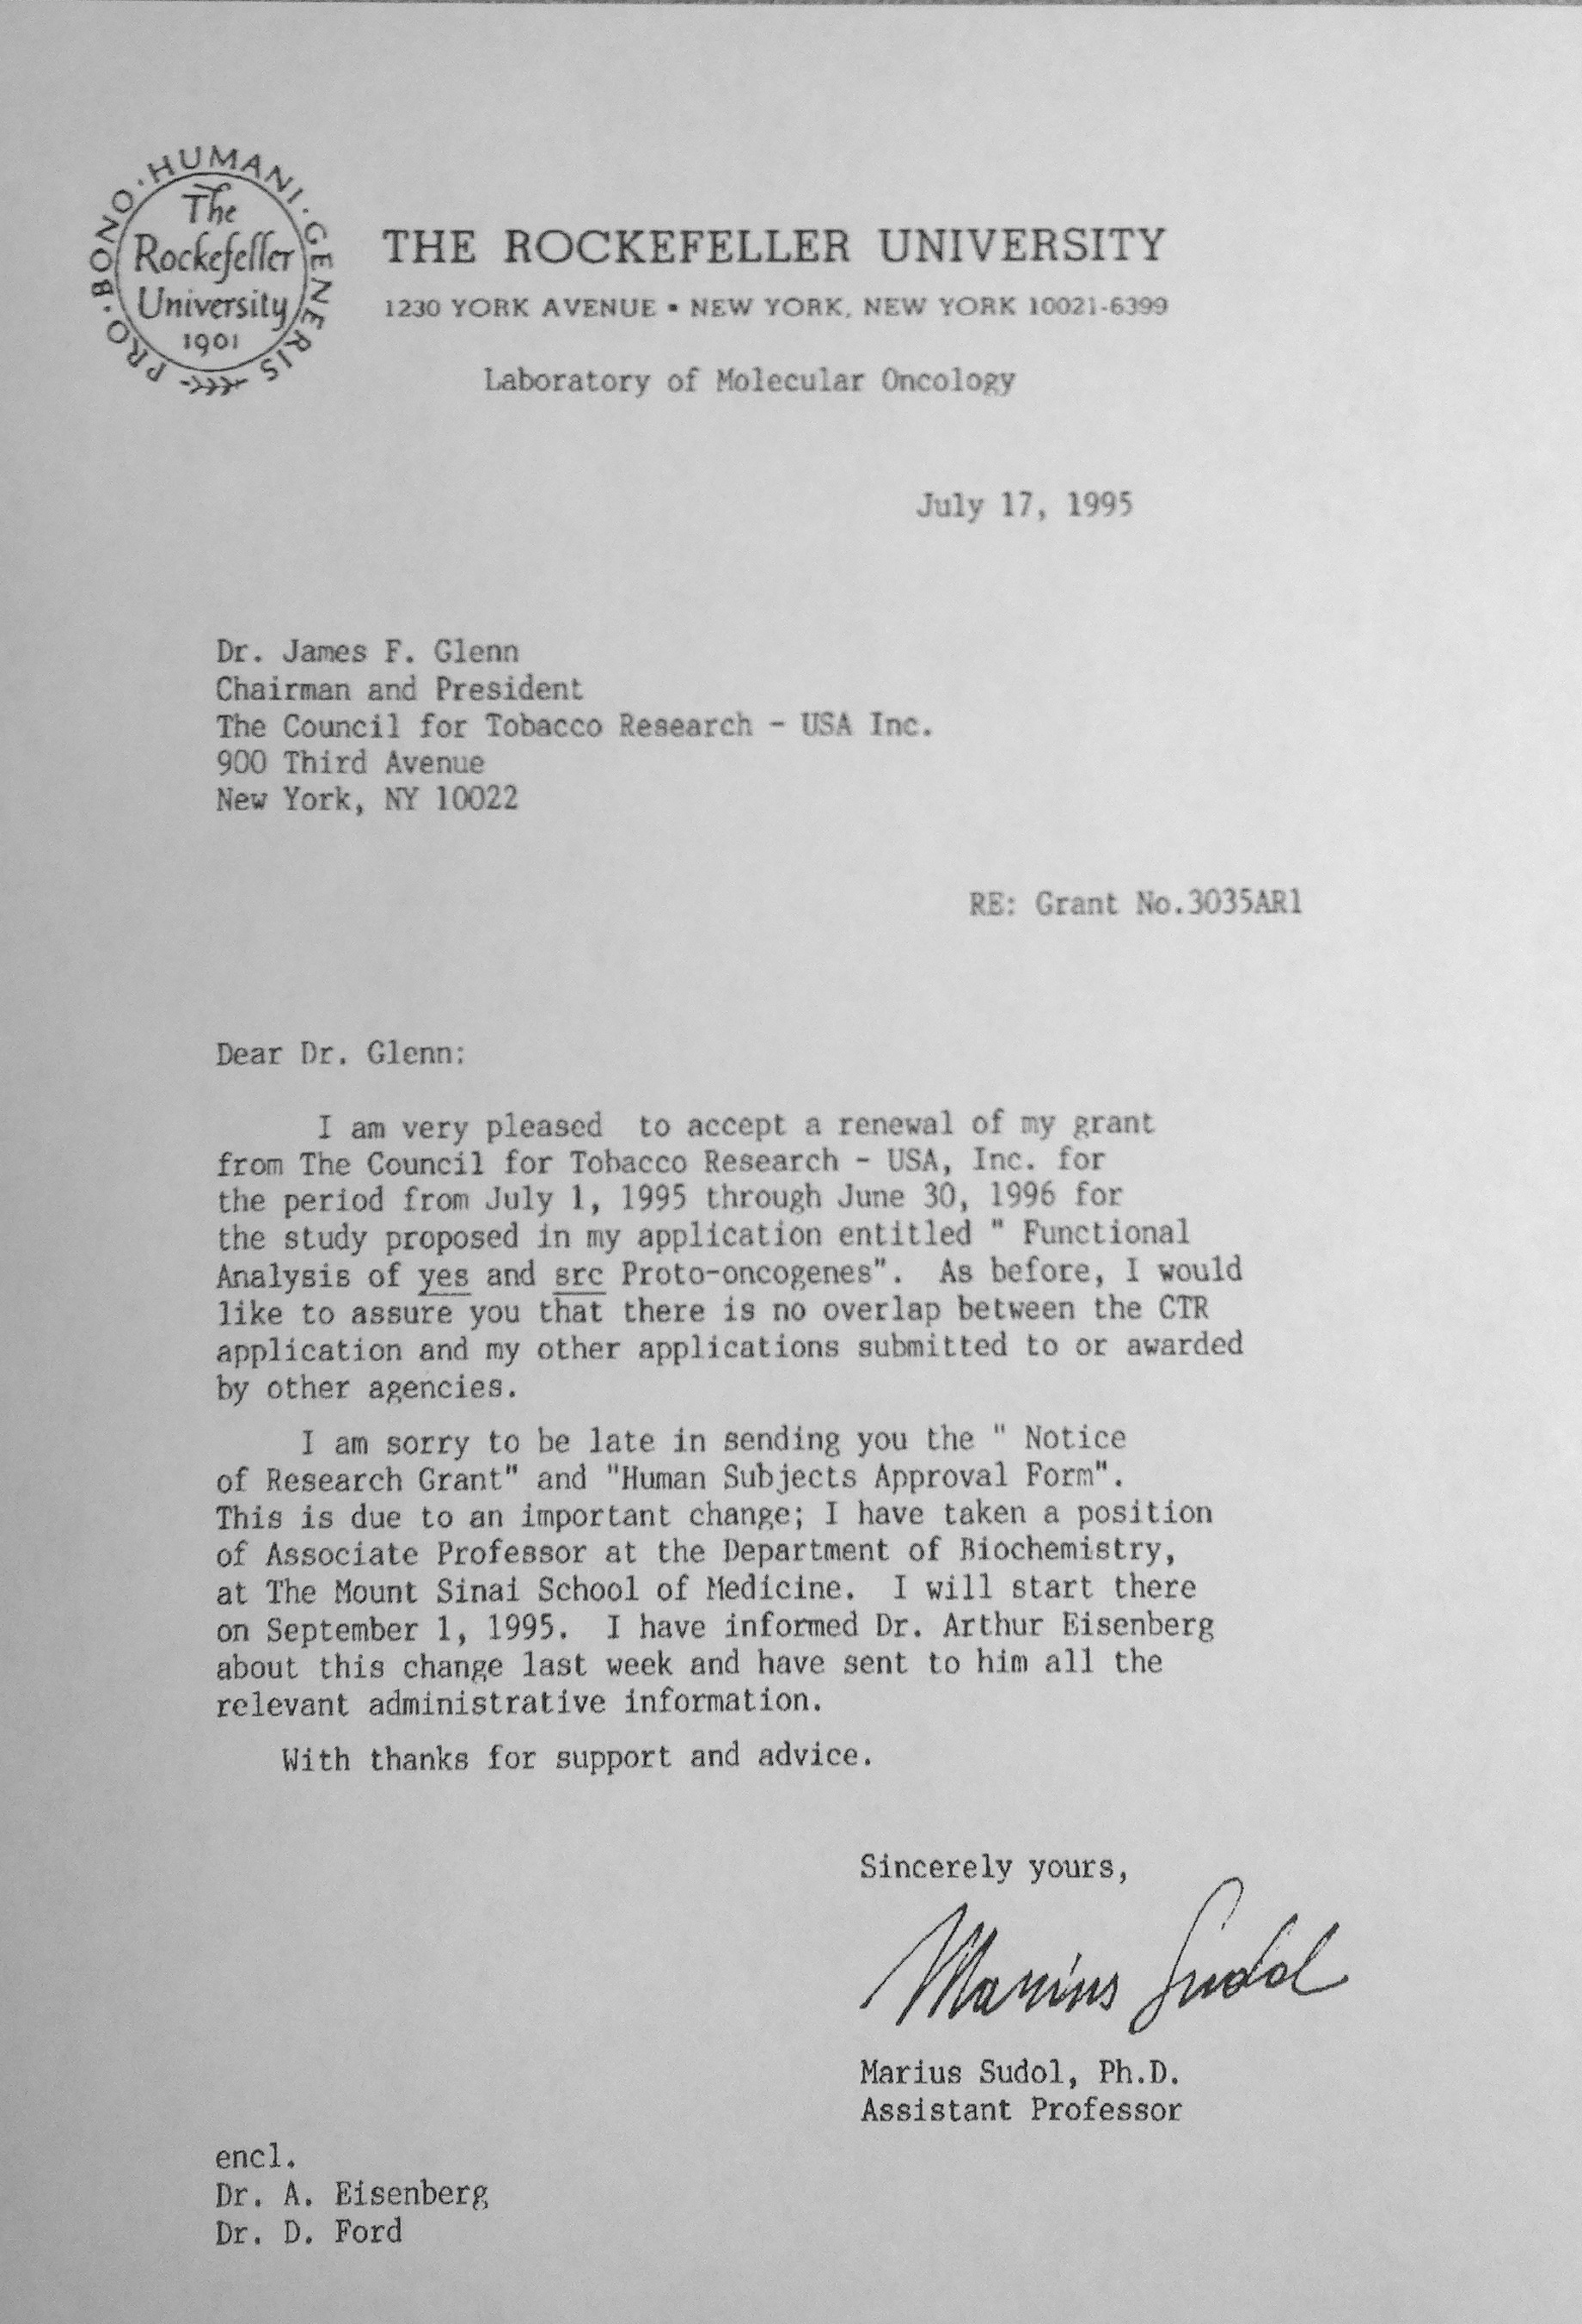 PRO · BONO · HUMANI · GENERIS
The
Rockefeller
University
1901
THE ROCKEFELLER UNIVERSITY
1230 YORK AVENUE • NEW YORK, NEW YORK 10021-6399
Laboratory of Molecular Oncology
July 17, 1995
Dr. James F. Glenn
Chairman and President
The Council for Tobacco Research - USA Inc.
900 Third Avenue
New York, NY 10022
RE: Grant No.3035AR1
Dear Dr. Glenn:
I am very pleased  to accept a renewal of my grant
from The Council for Tobacco Research - USA, Inc. for
the period from July 1, 1995 through June 30, 1996 for
the study proposed in my application entitled " Functional
Analysis of yes and src Proto-oncogenes".  As before, I would
like to assure you that there is no overlap between the CTR
application and my other applications submitted to or awarded
by other agencies.
I am sorry to be late in sending you the " Notice
of Research Grant" and "Human Subjects Approval Form".
This is due to an important change; I have taken a position
of Associate Professor at the Department of Biochemistry,
at The Mount Sinai School of Medicine.  I will start there
on September 1, 1995.  I have informed Dr. Arthur Eisenberg
about this change last week and have sent to him all the
relevant administrative information.
With thanks for support and advice.
Sincerely yours,
Marius Sudol
Marius Sudol, Ph.D.
Assistant Professor
encl.
Dr. A. Eisenberg
Dr. D. Ford